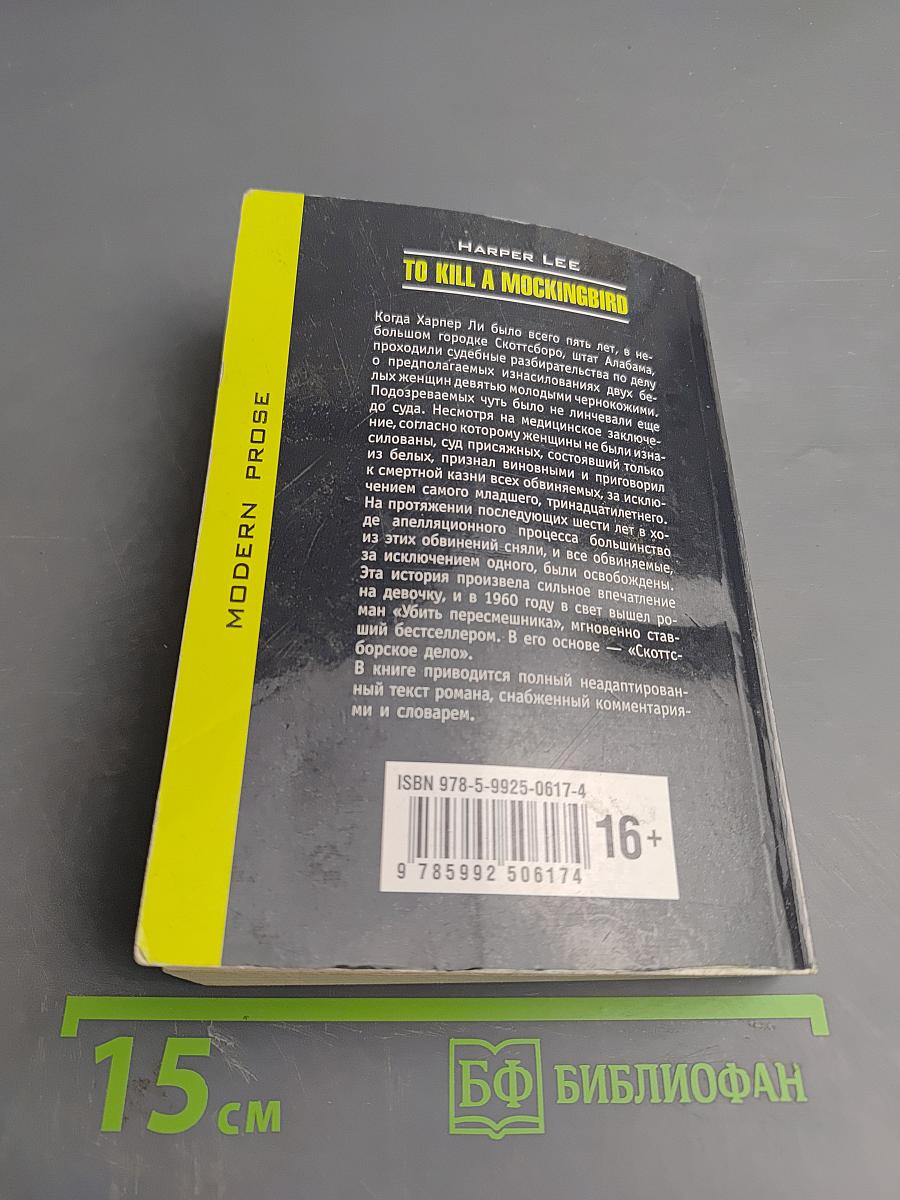 HARPER LEE
TO KILL A MOCKINGBIRD
Когда Харпер Ли было всего пять лет, в не-
большом городке Скоттсборо, штат Алабама,
проходили судебные разбирательства по делу
о предполагаемых изнасилованиях двух бе-
лых женщин девятью молодыми чернокожими.
Подозреваемых чуть было не линчевали еще
до суда. Несмотря на медицинское заключе-
ние, согласно которому женщины не были изна-
силованы, суд присяжных, состоявший только
из белых, признал виновными и приговорил
к смертной казни всех обвиняемых, за исклю-
чением самого младшего, тринадцатилетнего.
На протяжении последующих шести лет в хо-
де апелляционного процесса большинство
из этих обвинений сняли, и все обвиняемые,
за исключением одного, были освобождены.
Эта история произвела сильное впечатление
на девочку, и в 1960 году в свет вышел ро-
ман «Убить пересмешника», мгновенно став-
ший бестселлером. В его основе — «Скоттс-
борское дело».
В книге приводится полный неадаптирован-
ный текст романа, снабженный комментария-
ми и словарем.
MODERN PROSE
ISBN 978-5-9925-0617-4
16+
9 785992 506174
15 см
БФ БИБЛИОФАН